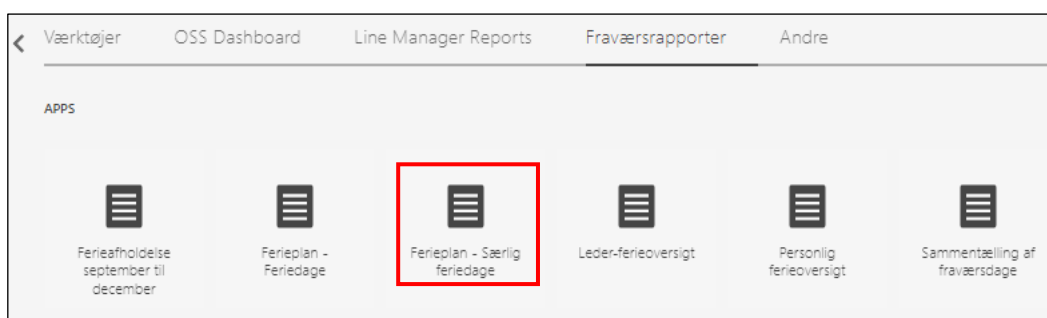 Værktøjer OSS Dashboard Line Manager Reports Fraværsrapporter Andre
APPS
Ferieafholdelse
september til
december
Ferieplan -
Feriedage
Ferieplan - Særlig
feriedage
Leder-ferieoversigt
Personlig
ferieoversigt
Sammentælling af
fraværsdage